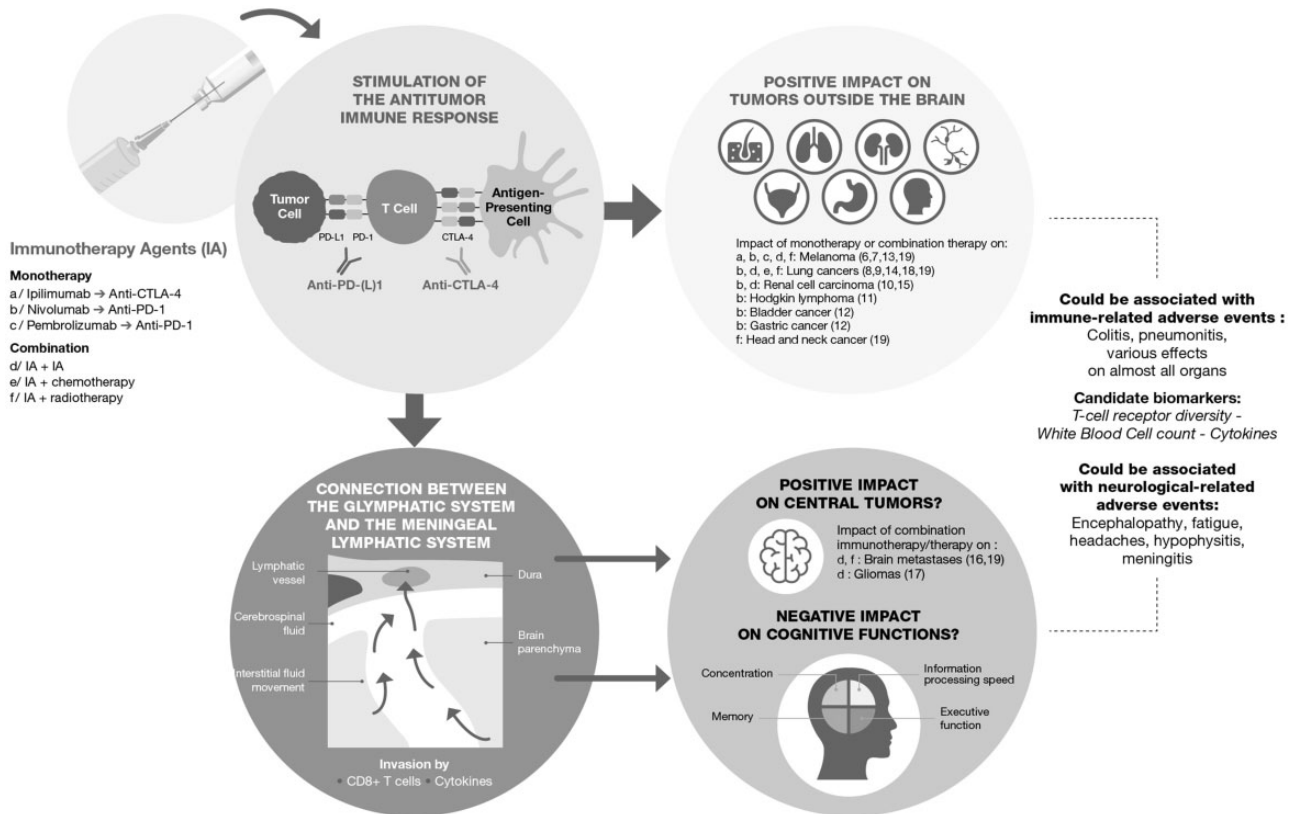 Immunotherapy Agents (IA)
Monotherapy
a / Ipilimumab → Anti-CTLA-4
b / Nivolumab → Anti-PD-1
c / Pembrolizumab → Anti-PD-1
Combination
d/ IA + IA
e/ IA + chemotherapy
f/ IA + radiotherapy
STIMULATION OF
THE ANTITUMOR
IMMUNE RESPONSE
Tumor
Cell
T Cell
Antigen-
Presenting
Cell
PD-L1
PD-1
CTLA-4
Anti-PD-(L)1
Anti-CTLA-4
POSITIVE IMPACT ON
TUMORS OUTSIDE THE BRAIN
Impact of monotherapy or combination therapy on:
a, b, c, d, f: Melanoma (6,7,13,19)
b, d, e, f: Lung cancers (8,9,14,18,19)
b, d: Renal cell carcinoma (10,15)
b: Hodgkin lymphoma (11)
b: Bladder cancer (12)
b: Gastric cancer (12)
f: Head and neck cancer (19)
Could be associated with
immune-related adverse events :
Colitis, pneumonitis,
various effects
on almost all organs
Candidate biomarkers:
T-cell receptor diversity -
White Blood Cell count - Cytokines
Could be associated
with neurological-related
adverse events:
Encephalopathy, fatigue,
headaches, hypophysitis,
meningitis
CONNECTION BETWEEN
THE GLYMPHATIC SYSTEM
AND THE MENINGEAL
LYMPHATIC SYSTEM
Lymphatic
vessel
Dura
Cerebrospinal
fluid
Brain
parenchyma
Interstitial fluid
movement
Invasion by
• CD8+ T cells • Cytokines
POSITIVE IMPACT
ON CENTRAL TUMORS?
Impact of combination
immunotherapy/therapy on :
d, f : Brain metastases (16,19)
d : Gliomas (17)
NEGATIVE IMPACT
ON COGNITIVE FUNCTIONS?
Concentration
Information
processing speed
Memory
Executive
function